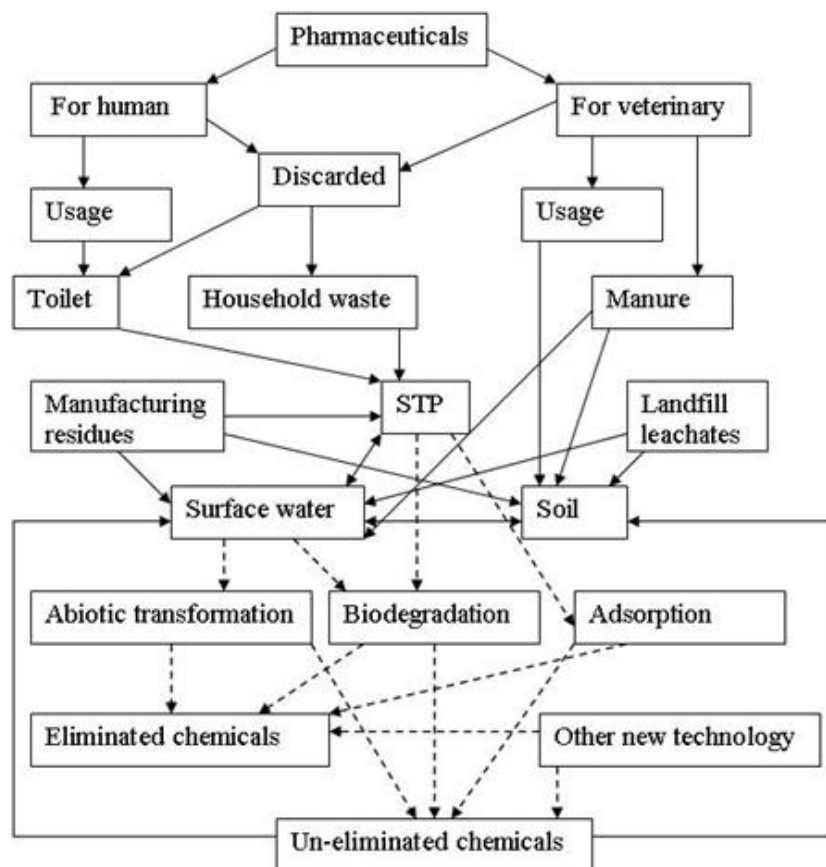 Pharmaceuticals
For human
For veterinary
Discarded
Usage
Usage
Toilet
Household waste
Manure
Manufacturing
residues
STP
Landfill
leachates
Surface water
Soil
Abiotic transformation
Biodegradation
Adsorption
Eliminated chemicals
Other new technology
Un-eliminated chemicals